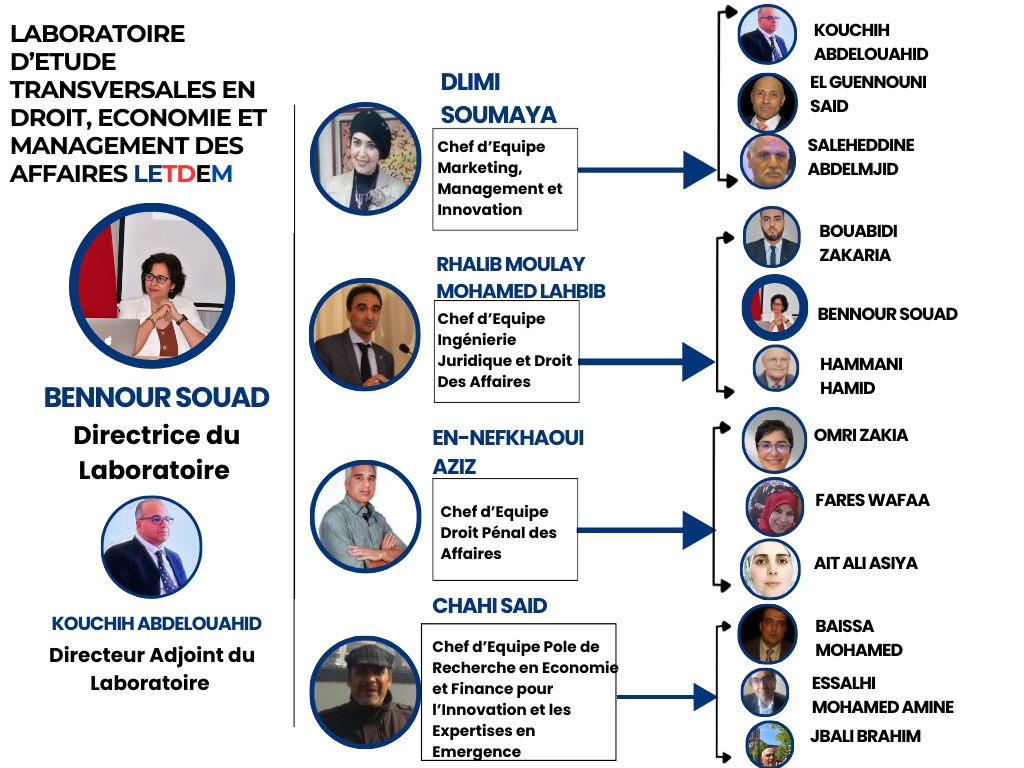 LABORATOIRE
D'ETUDE
TRANSVERSALES EN
DROIT, ECONOMIE ET
MANAGEMENT DES
AFFAIRES LETDEM
BENNOUR SOUAD
Directrice du
Laboratoire
KOUCHIH ABDELOUAHID
Directeur Adjoint du
Laboratoire
DLIMI
SOUMAYA
Chef d'Equipe
Marketing,
Management et
Innovation
KOUCHIH
ABDELOUAHID
EL GUENNOUNI
SAID
SALEHEDDINE
ABDELMJID
RHALIB MOULAY
MOHAMED LAHBIB
Chef d'Equipe
Ingénierie
Juridique et Droit
Des Affaires
BOUABIDI
ZAKARIA
BENNOUR SOUAD
HAMMANI
HAMID
EN-NEFKHAOUI
AZIZ
Chef d'Equipe
Droit Pénal des
Affaires
OMRI ZAKIA
FARES WAFAA
AIT ALI ASIYA
CHAHI SAID
Chef d'Equipe Pole de
Recherche en Economie
et Finance pour
l'Innovation et les
Expertises en
Emergence
BAISSA
MOHAMED
ESSALHI
MOHAMED AMINE
JBALI BRAHIM